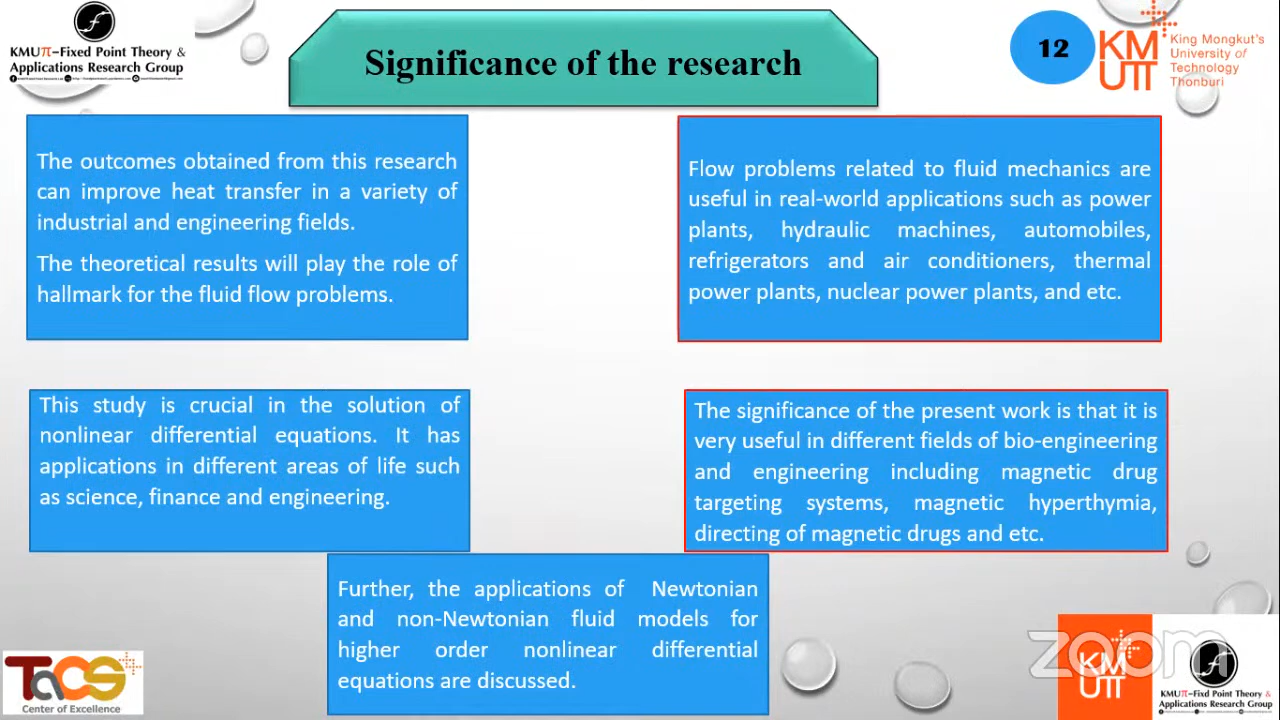 KMUπ-Fixed Point Theory &
Applications Research Group
Significance of the research
12
KM
UTT
King Mongkut's
University of
Technology
Thonburi
The outcomes obtained from this research
can improve heat transfer in a variety of
industrial and engineering fields.
The theoretical results will play the role of
hallmark for the fluid flow problems.
Flow problems related to fluid mechanics are
useful in real-world applications such as power
plants, hydraulic machines, automobiles,
refrigerators and air conditioners, thermal
power plants, nuclear power plants, and etc.
This study is crucial in the solution of
nonlinear differential equations. It has
applications in different areas of life such
as science, finance and engineering.
The significance of the present work is that it is
very useful in different fields of bio-engineering
and engineering including magnetic drug
targeting systems, magnetic hyperthymia,
directing of magnetic drugs and etc.
Further, the applications of Newtonian
and non-Newtonian fluid models for
higher order nonlinear differential
equations are discussed.
TaCS
Center of Excellence
zoom
KM
UTT
KMUπ-Fixd Point Theory &
Applications Research Group